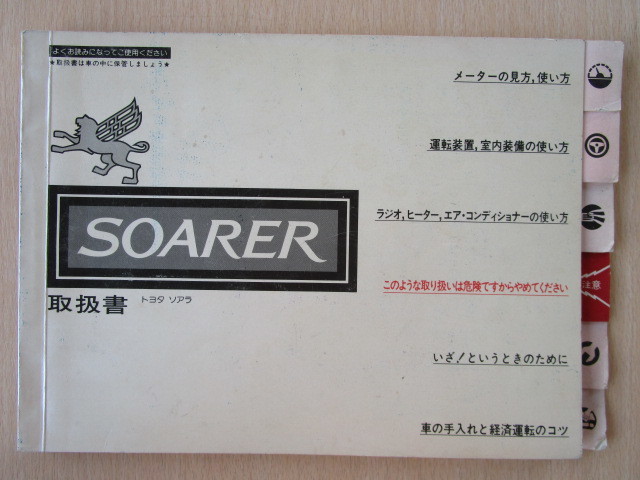 よくお読みになってご使用ください
★取扱書は車の中に保管しましょう★
SOARER
取扱書 トヨタ ソアラ
メーターの見方,使い方
運転装置,室内装備の使い方
ラジオ,ヒーター,エア・コンディショナーの使い方
このような取り扱いは危険ですからやめてください
注意
いざ!というときのために
車の手入れと経済運転のコツ